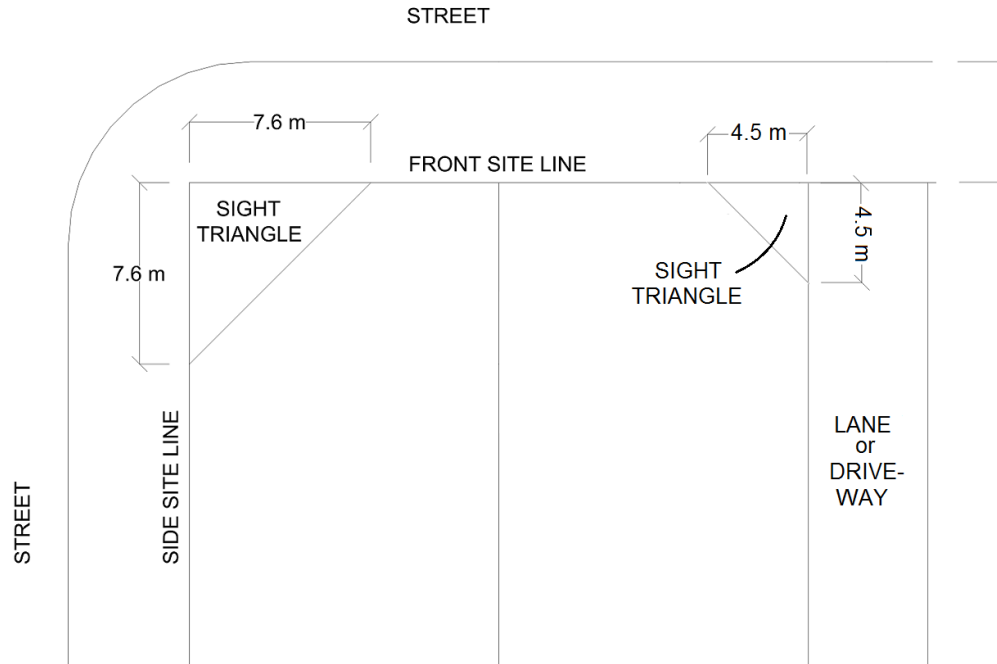 STREET
7.6 m
4.5 m
FRONT SITE LINE
SIGHT
TRIANGLE
4.5 m
7.6 m
SIGHT
TRIANGLE
SIDE SITE LINE
LANE
or
DRIVE-
WAY
STREET